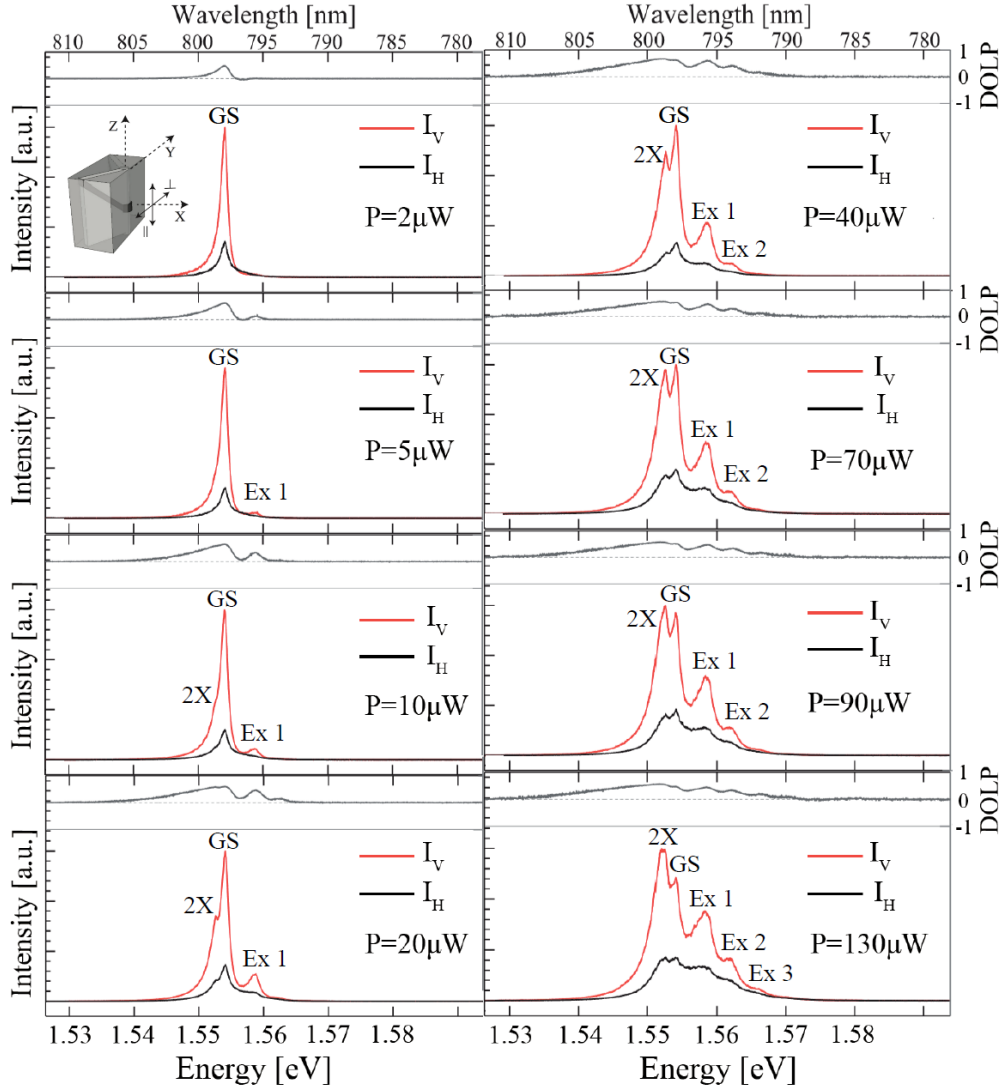 Wavelength [nm]
810 805 800 795 790 785 780
Wavelength [nm]
810 805 800 795 790 785 780
Intensity [a.u.]
GS
I_V
I_H
P=2μW
Z
Y
X
⊥
||
1
0
-1
DOLP
GS
2X
Ex 1
Ex 2
I_V
I_H
P=40μW
Intensity [a.u.]
GS
Ex 1
I_V
I_H
P=5μW
1
0
-1
DOLP
GS
2X
Ex 1
Ex 2
I_V
I_H
P=70μW
Intensity [a.u.]
GS
2X
Ex 1
I_V
I_H
P=10μW
1
0
-1
DOLP
GS
2X
Ex 1
Ex 2
I_V
I_H
P=90μW
Intensity [a.u.]
GS
2X
Ex 1
I_V
I_H
P=20μW
1
0
-1
DOLP
2X
GS
Ex 1
Ex 2
Ex 3
I_V
I_H
P=130μW
1.53 1.54 1.55 1.56 1.57 1.58
Energy [eV]
1.53 1.54 1.55 1.56 1.57 1.58
Energy [eV]